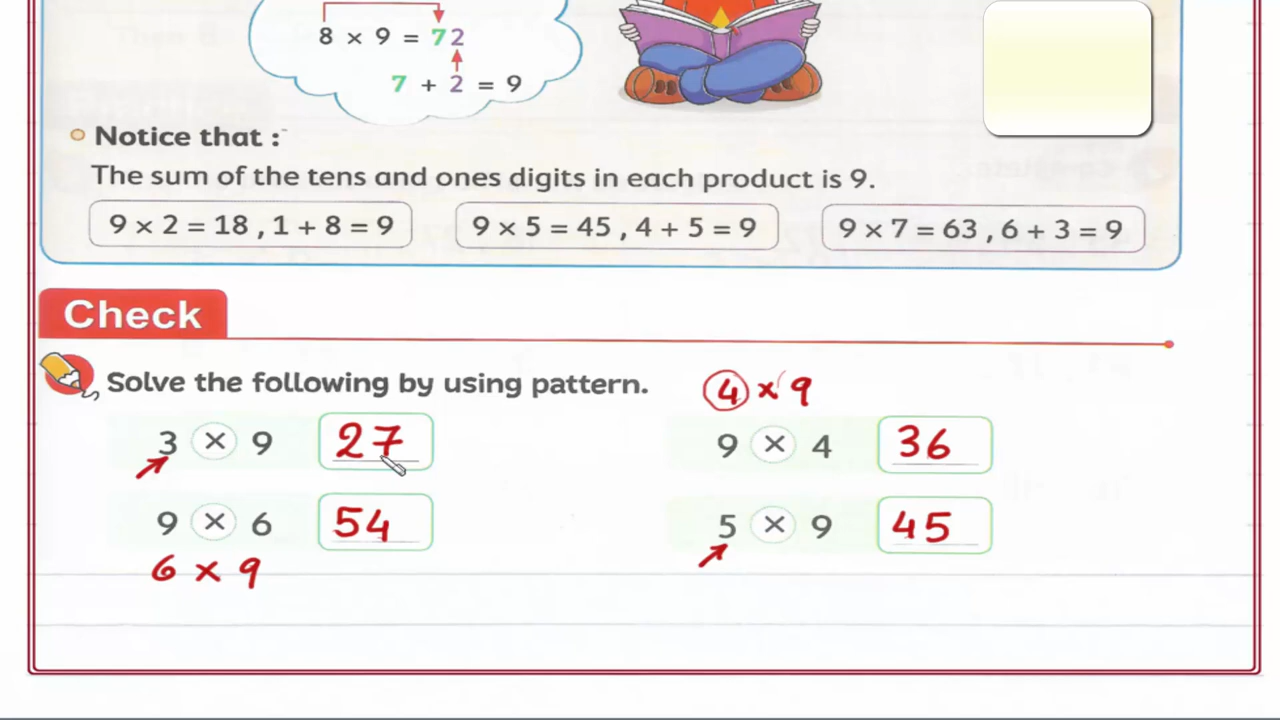 8 × 9 = 72
7 + 2 = 9
Notice that :
The sum of the tens and ones digits in each product is 9.
9 × 2 = 18 , 1 + 8 = 9
9 × 5 = 45 , 4 + 5 = 9
9 × 7 = 63 , 6 + 3 = 9
Check
Solve the following by using pattern.
4 × 9
3 × 9 27
9 × 4 36
9 × 6 54
5 × 9 45
6 × 9